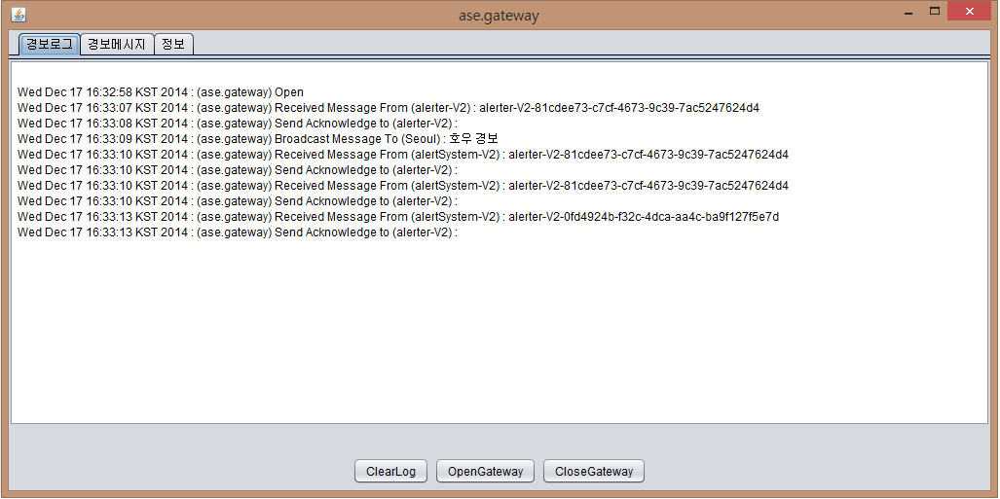 ase.gateway
경보로그 경보메시지 정보
Wed Dec 17 16:32:58 KST 2014 : (ase.gateway) Open
Wed Dec 17 16:33:07 KST 2014 : (ase.gateway) Received Message From (alerter-V2) : alerter-V2-81cdee73-c7cf-4673-9c39-7ac5247624d4
Wed Dec 17 16:33:08 KST 2014 : (ase.gateway) Send Acknowledge to (alerter-V2) :
Wed Dec 17 16:33:09 KST 2014 : (ase.gateway) Broadcast Message To (Seoul) : 호우 경보
Wed Dec 17 16:33:10 KST 2014 : (ase.gateway) Received Message From (alertSystem-V2) : alerter-V2-81cdee73-c7cf-4673-9c39-7ac5247624d4
Wed Dec 17 16:33:10 KST 2014 : (ase.gateway) Send Acknowledge to (alerter-V2) :
Wed Dec 17 16:33:10 KST 2014 : (ase.gateway) Received Message From (alertSystem-V2) : alerter-V2-81cdee73-c7cf-4673-9c39-7ac5247624d4
Wed Dec 17 16:33:10 KST 2014 : (ase.gateway) Send Acknowledge to (alerter-V2) :
Wed Dec 17 16:33:13 KST 2014 : (ase.gateway) Received Message From (alertSystem-V2) : alerter-V2-0fd4924b-f32c-4dca-aa4c-ba9f127f5e7d
Wed Dec 17 16:33:13 KST 2014 : (ase.gateway) Send Acknowledge to (alerter-V2) :
ClearLog OpenGateway CloseGateway